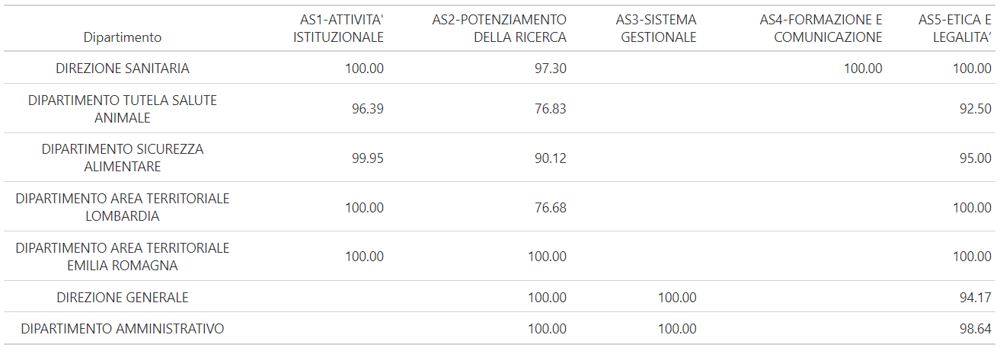 Dipartimento AS1-ATTIVITA' ISTITUZIONALE AS2-POTENZIAMENTO DELLA RICERCA AS3-SISTEMA GESTIONALE AS4-FORMAZIONE E COMUNICAZIONE AS5-ETICA E LEGALITA’
DIREZIONE SANITARIA 100.00 97.30 100.00 100.00
DIPARTIMENTO TUTELA SALUTE ANIMALE 96.39 76.83 92.50
DIPARTIMENTO SICUREZZA ALIMENTARE 99.95 90.12 95.00
DIPARTIMENTO AREA TERRITORIALE LOMBARDIA 100.00 76.68 100.00
DIPARTIMENTO AREA TERRITORIALE EMILIA ROMAGNA 100.00 100.00 100.00
DIREZIONE GENERALE 100.00 100.00 94.17
DIPARTIMENTO AMMINISTRATIVO 100.00 100.00 98.64